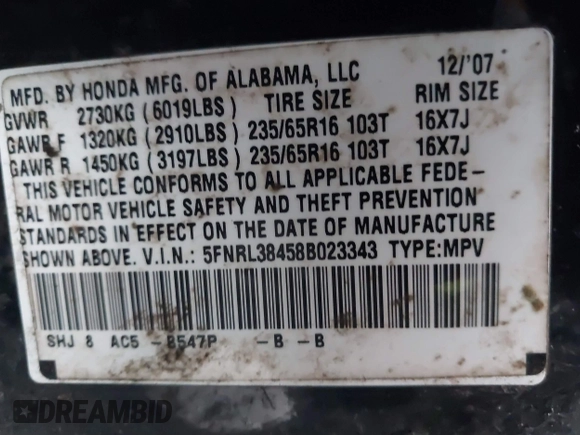 MFD. BY HONDA MFG. OF ALABAMA, LLC 12/'07
GVWR 2730KG (6019LBS) TIRE SIZE RIM SIZE
GAWR F 1320KG (2910LBS) 235/65R16 103T 16X7J
GAWR R 1450KG (3197LBS) 235/65R16 103T 16X7J
THIS VEHICLE CONFORMS TO ALL APPLICABLE FEDE-
RAL MOTOR VEHICLE SAFETY AND THEFT PREVENTION
STANDARDS IN EFFECT ON THE DATE OF MANUFACTURE
SHOWN ABOVE. V.I.N.: 5FNRL38458B023343 TYPE:MPV
SHJ 8 AC5 -B547P -B -B
DREAMBID